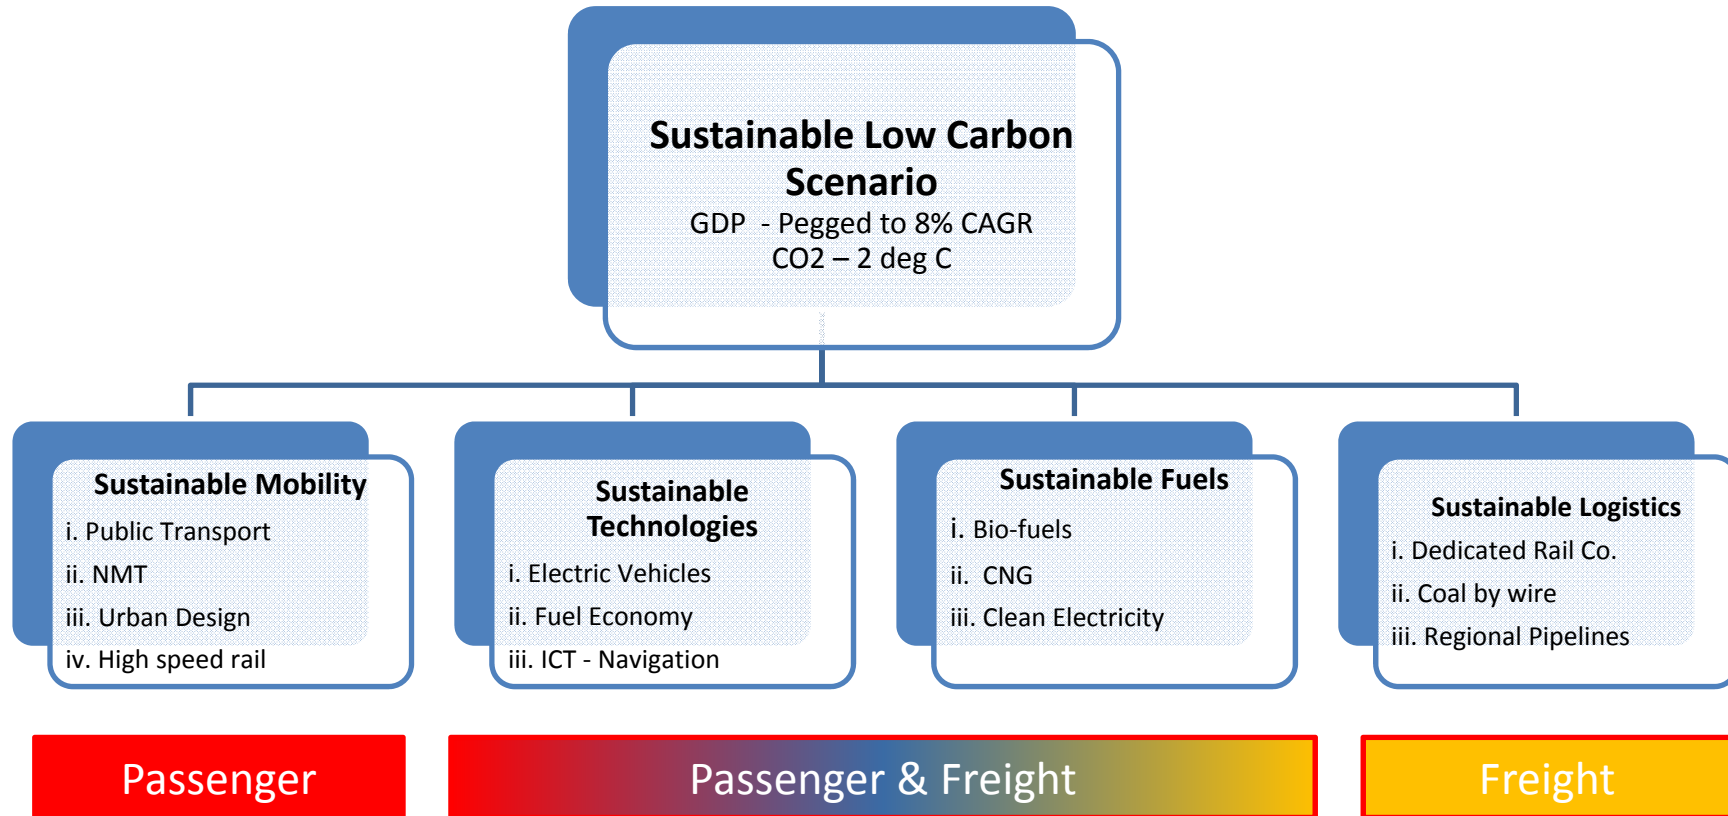 Sustainable Low Carbon
Scenario
GDP - Pegged to 8% CAGR
CO2 – 2 deg C
Sustainable Mobility
i. Public Transport
ii. NMT
iii. Urban Design
iv. High speed rail
Sustainable
Technologies
i. Electric Vehicles
ii. Fuel Economy
iii. ICT - Navigation
Sustainable Fuels
i. Bio-fuels
ii. CNG
iii. Clean Electricity
Sustainable Logistics
i. Dedicated Rail Co.
ii. Coal by wire
iii. Regional Pipelines
Passenger
Passenger & Freight
Freight